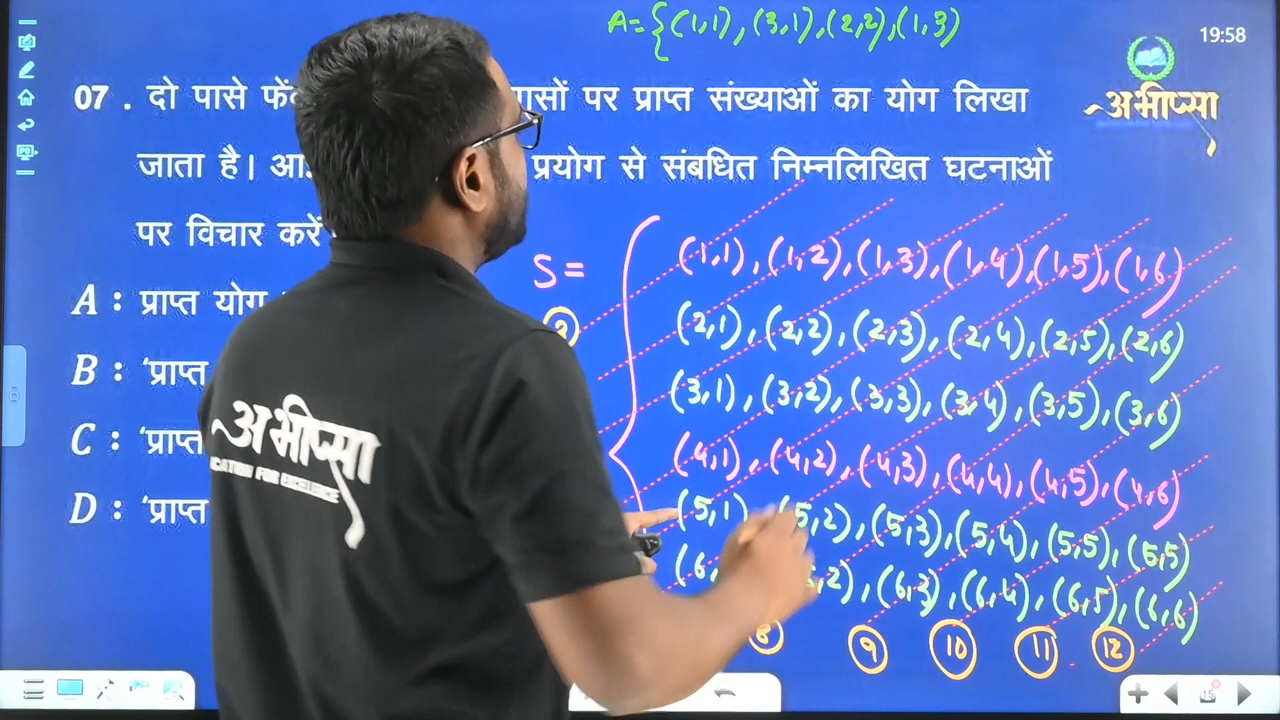 A={(1,1),(3,1),(2,2),(1,3)
19:58
07 . दो पासे पर प्राप्त संख्याओं का योग लिखा
अभीप्सा
जाता है। प्रयोग से संबधित निम्नलिखित घटनाओं
पर विचार करें
S =
(1,1),(1,2),(1,3),(1,4),(1,5),(1,6)
A : प्राप्त योग
2
(2,1),(2,2),(2,3),(2,4),(2,5),(2,6)
B : 'प्राप्त
(3,1),(3,2),(3,3),(3,4),(3,5),(3,6)
C : 'प्राप्त
(4,1),(4,2),(4,3),(4,4),(4,5),(4,6)
D : 'प्राप्त
(5,1),(5,2),(5,3),(5,4),(5,5),(5,5)
(6, ,2)(6,3)(6,4),(6,5),(6,6)
8 9 10 11 12
अभीप्सा
CATION FOR EXCELLENCE
15